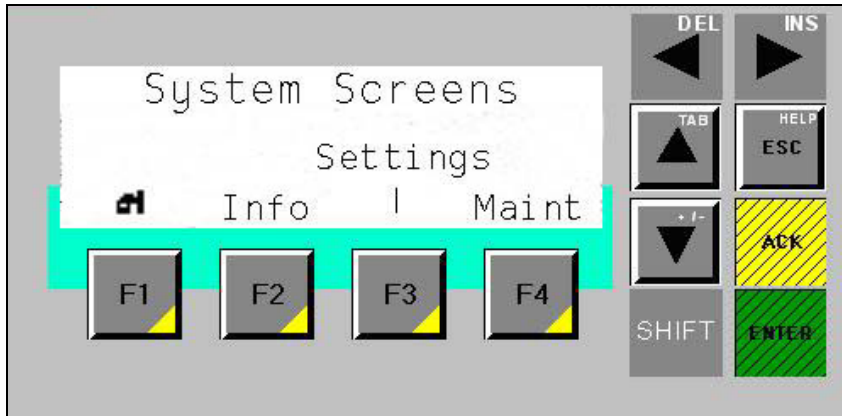 System Screens
Settings
Info | Maint
F1 F2 F3 F4
DEL INS
TAB HELP
ESC
+/-
ACK
SHIFT ENTER